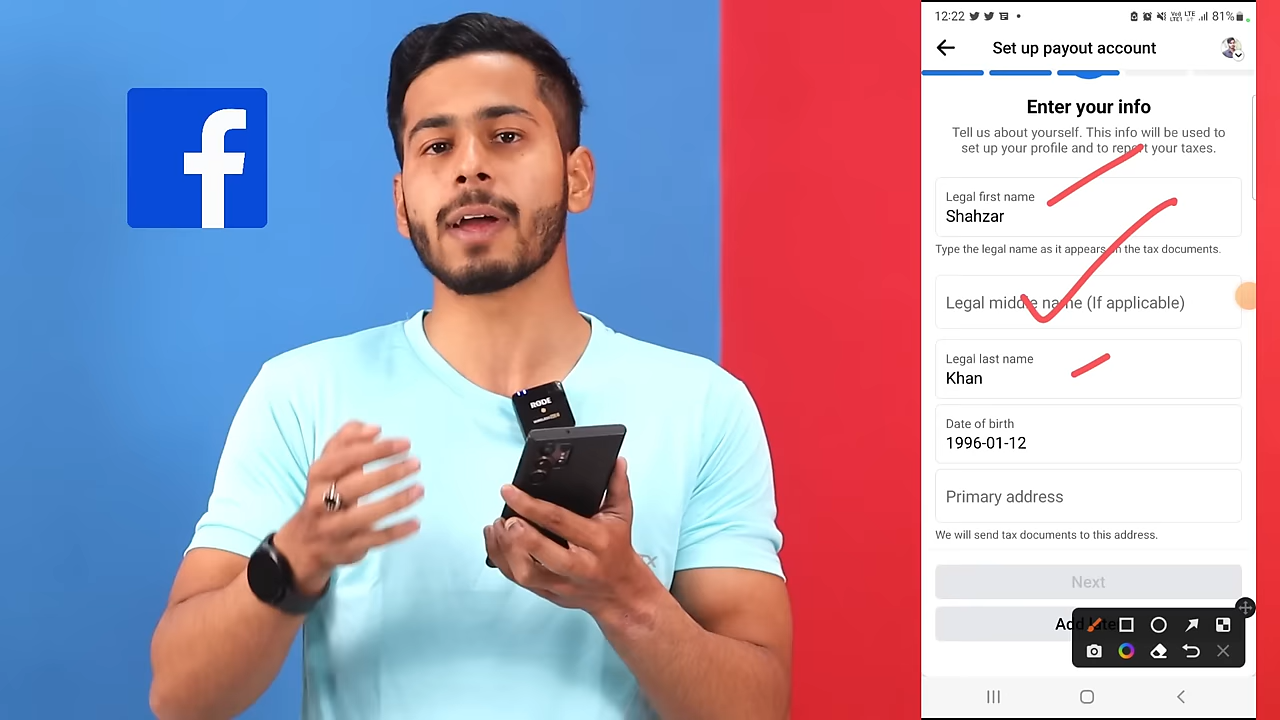 f
RODE
12:22
LTE
81%
Set up payout account
Enter your info
Tell us about yourself. This info will be used to
set up your profile and to report your taxes.
Legal first name
Shahzar
Type the legal name as it appears on the tax documents.
Legal middle name (If applicable)
Legal last name
Khan
Date of birth
1996-01-12
Primary address
We will send tax documents to this address.
Next